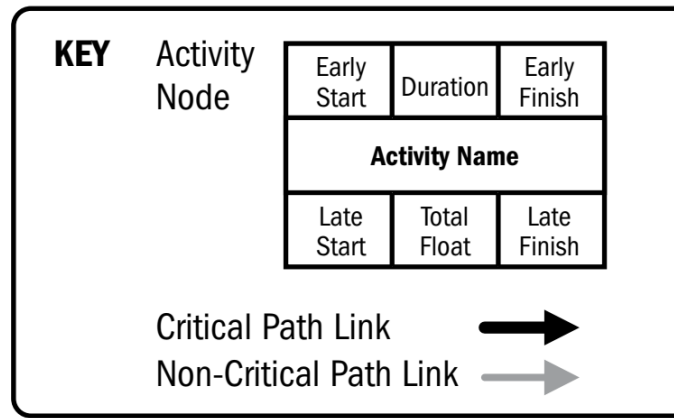 KEY
Activity
Node
Early
Start
Duration
Early
Finish
Activity Name
Late
Start
Total
Float
Late
Finish
Critical Path Link
Non-Critical Path Link